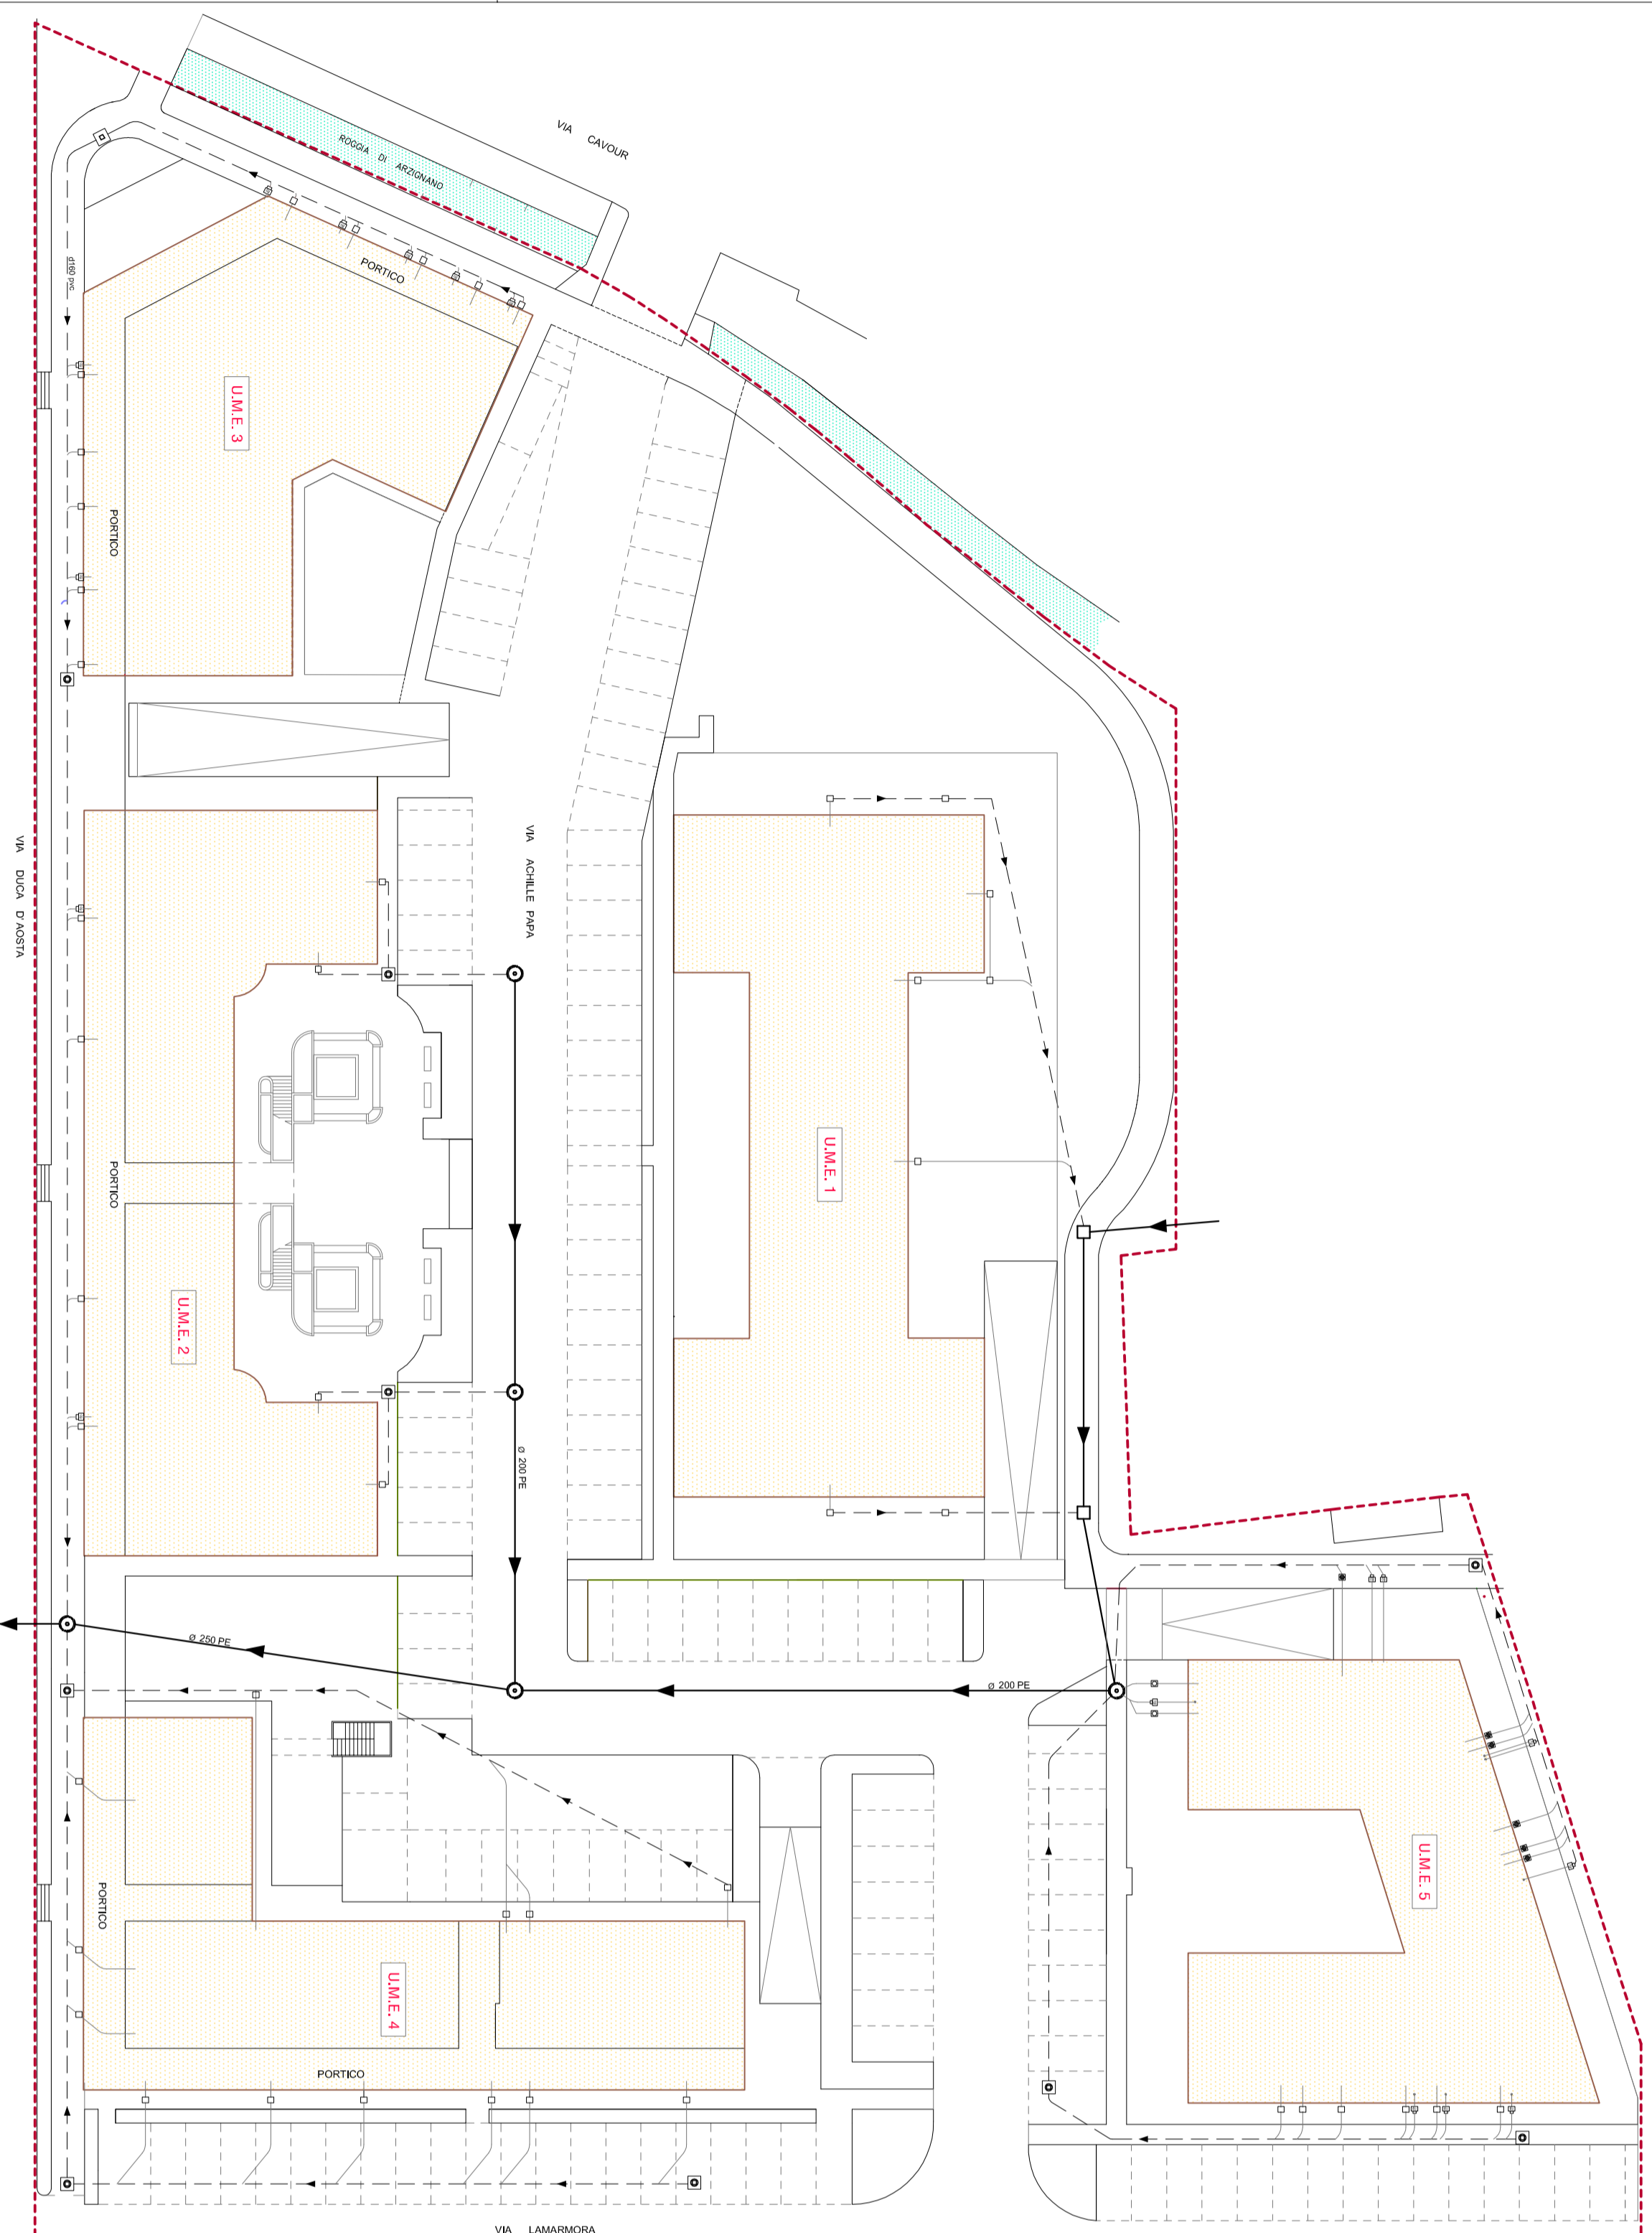 VIA CAVOUR
ROGGIA DI ARZIGNANO
PORTICO
d160 pvc
U.M.E. 3
PORTICO
VIA ACHILLE PAPA
VIA DUCA D'AOSTA
U.M.E. 1
PORTICO
U.M.E. 2
Ø 200 PE
Ø 250 PE
Ø 200 PE
U.M.E. 5
PORTICO
U.M.E. 4
PORTICO
VIA LAMARMORA